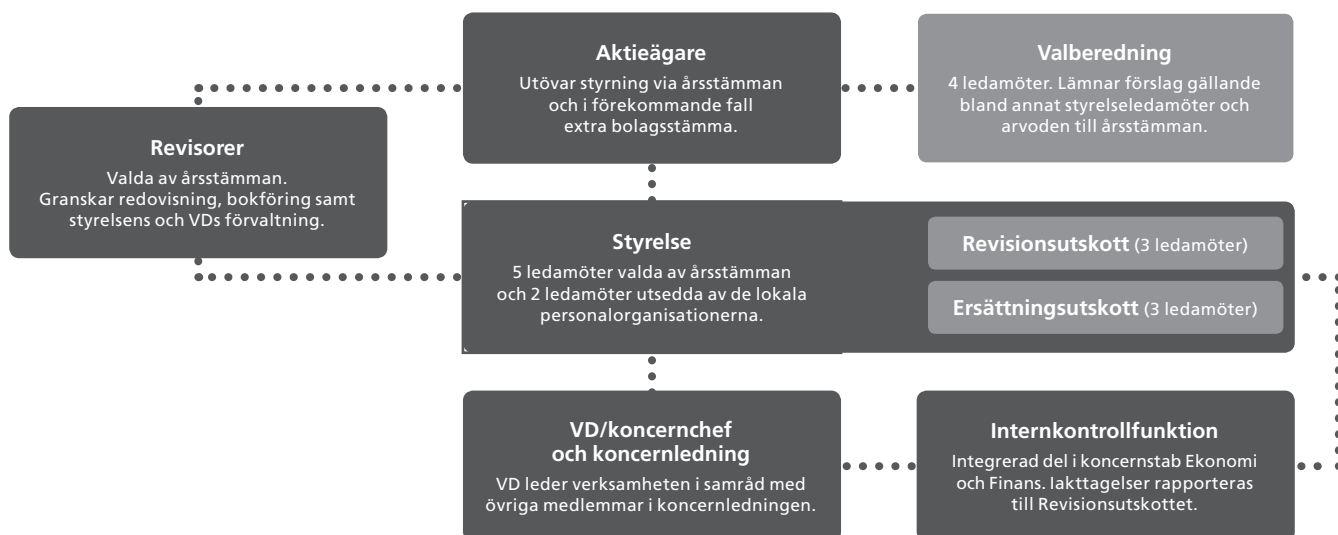 Aktieägare
Utövar styrning via årsstämman
och i förekommande fall
extra bolagsstämma.
Valberedning
4 ledamöter. Lämnar förslag gällande
bland annat styrelseledamöter och
arvoden till årsstämman.
Revisorer
Valda av årsstämman.
Granskar redovisning, bokföring samt
styrelsens och VDs förvaltning.
Styrelse
5 ledamöter valda av årsstämman
och 2 ledamöter utsedda av de lokala
personalorganisationerna.
Revisionsutskott (3 ledamöter)
Ersättningsutskott (3 ledamöter)
VD/koncernchef
och koncernledning
VD leder verksamheten i samråd med
övriga medlemmar i koncernledningen.
Internkontrollfunktion
Integrerad del i koncernstab Ekonomi
och Finans. Iakttagelser rapporteras
till Revisionsutskottet.